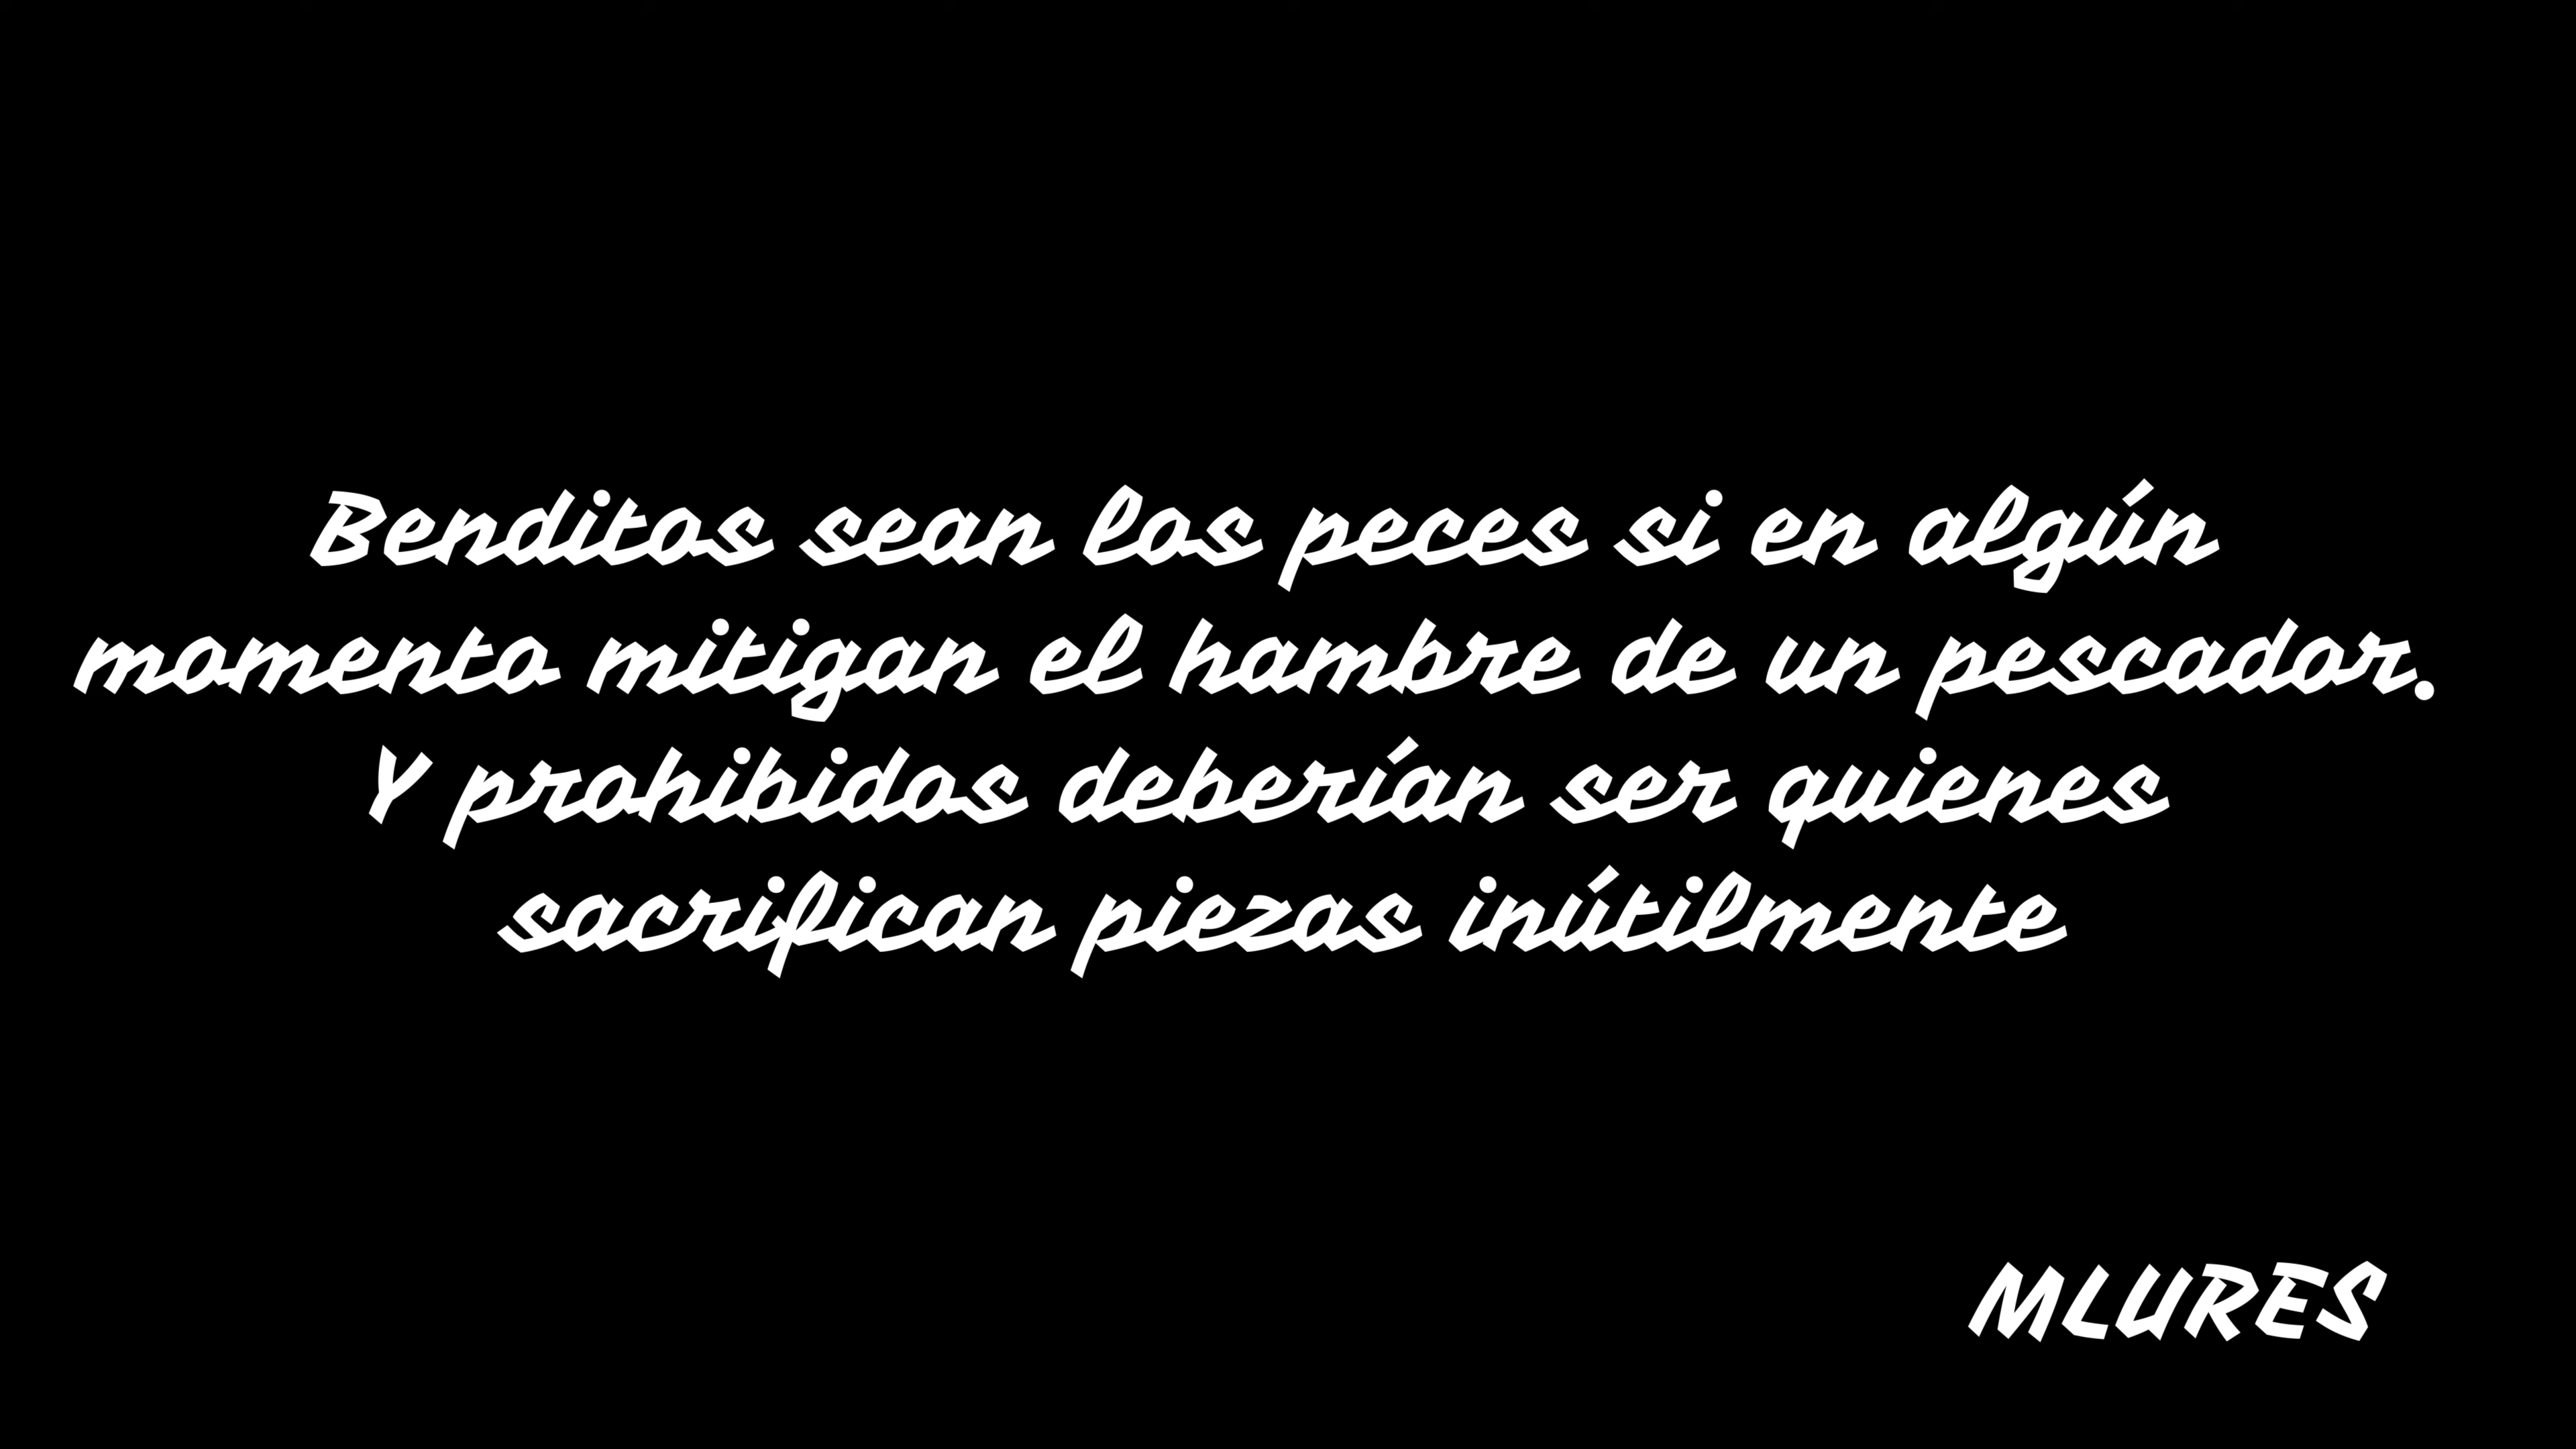 Benditos sean los peces si en algún
momento mitigan el hambre de un pescador.
Y prohibidos deberían ser quienes
sacrifican piezas inútilmente
MLURES